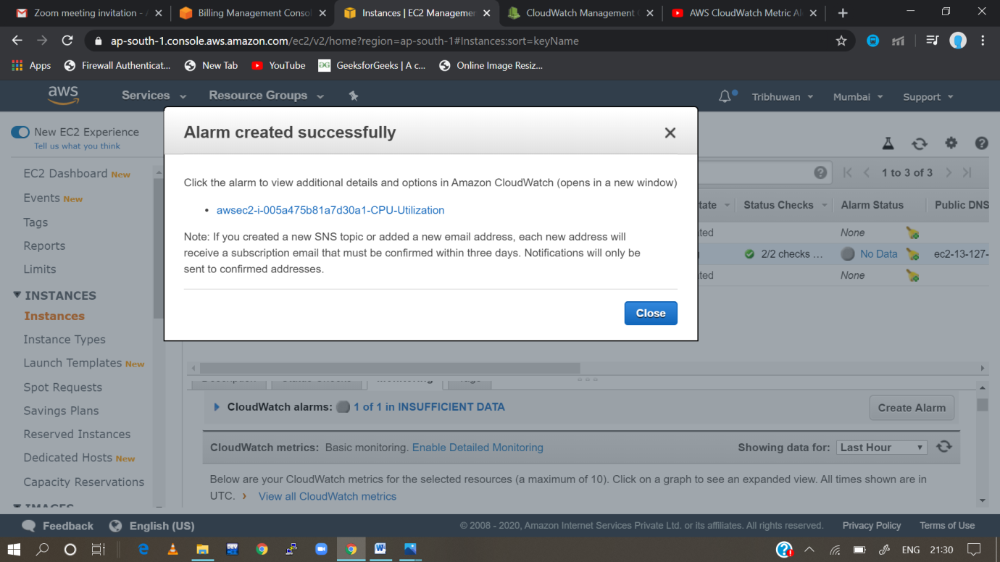 Zoom meeting invitation -
Billing Management Consol
Instances | EC2 Managemen
CloudWatch Management
AWS CloudWatch Metric Al
ap-south-1.console.aws.amazon.com/ec2/v2/home?region=ap-south-1#Instances:sort=keyName
Apps
Firewall Authenticat...
New Tab
YouTube
GeeksforGeeks | A c...
Online Image Resiz...
aws
Services
Resource Groups
Tribhuwan
Mumbai
Support
New EC2 Experience
Tell us what you think
EC2 Dashboard New
Events New
Tags
Reports
Limits
INSTANCES
Instances
Instance Types
Launch Templates New
Spot Requests
Savings Plans
Reserved Instances
Dedicated Hosts New
Capacity Reservations
IMAGES
Alarm created successfully
Click the alarm to view additional details and options in Amazon CloudWatch (opens in a new window)
• awsec2-i-005a475b81a7d30a1-CPU-Utilization
Note: If you created a new SNS topic or added a new email address, each new address will
receive a subscription email that must be confirmed within three days. Notifications will only be
sent to confirmed addresses.
Close
1 to 3 of 3
tate
Status Checks
Alarm Status
Public DNS
ted
None
2/2 checks ...
No Data
ec2-13-127-
ted
None
Description
Status Checks
Monitoring
Tags
CloudWatch alarms: 1 of 1 in INSUFFICIENT DATA
Create Alarm
CloudWatch metrics: Basic monitoring. Enable Detailed Monitoring
Showing data for: Last Hour
Below are your CloudWatch metrics for the selected resources (a maximum of 10). Click on a graph to see an expanded view. All times shown are in
UTC. › View all CloudWatch metrics
Feedback
English (US)
© 2008 - 2020, Amazon Internet Services Private Ltd. or its affiliates. All rights reserved.
Privacy Policy
Terms of Use
ENG
21:30